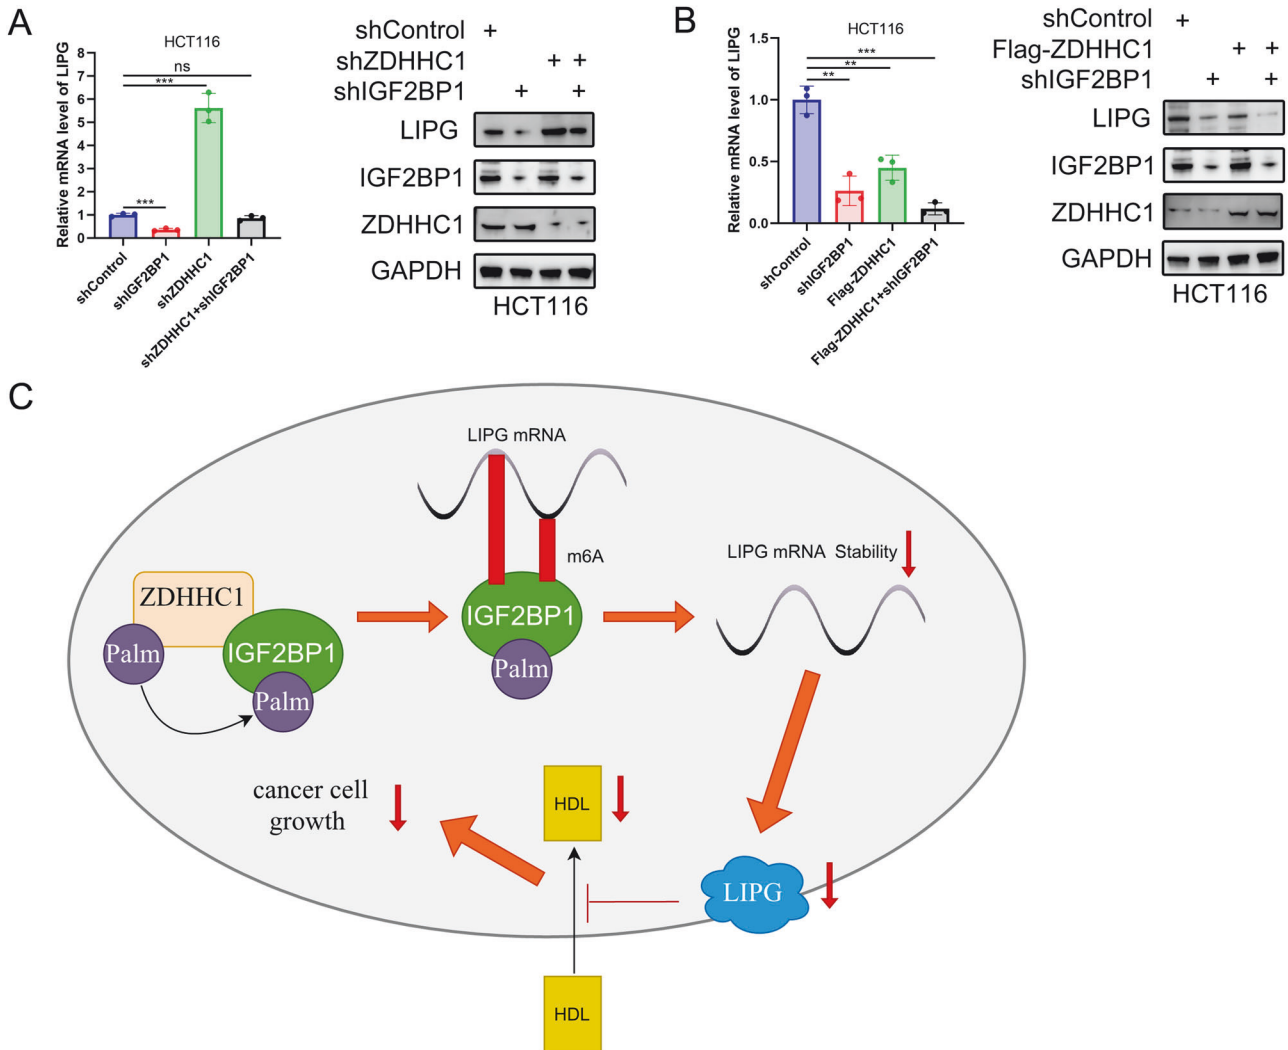 A
HCT116
Relative mRNA level of LIPG
8
7
6
5
4
3
2
1
0
ns
***
***
shControl
shIGF2BP1
shZDHHC1
shZDHHC1+shIGF2BP1
shControl +
shZDHHC1 + +
shIGF2BP1 + +
LIPG
IGF2BP1
ZDHHC1
GAPDH
HCT116
B
HCT116
Relative mRNA level of LIPG
1.5
1.0
0.5
0.0
***
**
**
shControl
shIGF2BP1
Flag-ZDHHC1
Flag-ZDHHC1+shIGF2BP1
shControl +
Flag-ZDHHC1 + +
shIGF2BP1 + +
LIPG
IGF2BP1
ZDHHC1
GAPDH
HCT116
C
LIPG mRNA
m6A
LIPG mRNA Stability
ZDHHC1
Palm
IGF2BP1
Palm
IGF2BP1
Palm
cancer cell
growth
HDL
LIPG
HDL